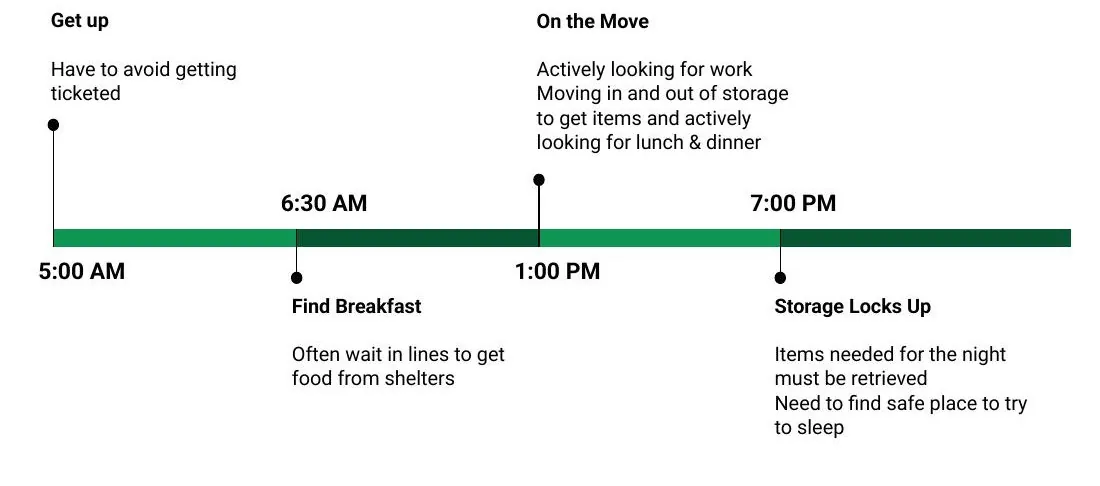 Get up
Have to avoid getting
ticketed
5:00 AM
6:30 AM
Find Breakfast
Often wait in lines to get
food from shelters
On the Move
Actively looking for work
Moving in and out of storage
to get items and actively
looking for lunch & dinner
1:00 PM
7:00 PM
Storage Locks Up
Items needed for the night
must be retrieved
Need to find safe place to try
to sleep